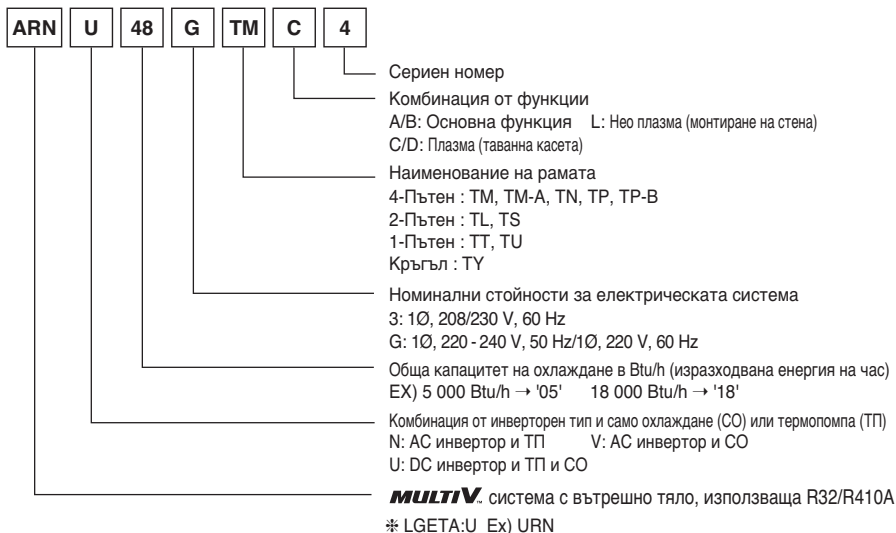 ARN U 48 G TM C 4
Сериен номер
Комбинация от функции
A/B: Основна функция L: Нео плазма (монтиране на стена)
C/D: Плазма (таванна касета)
Наименование на рамата
4-Пътен : TM, TM-A, TN, TP, TP-B
2-Пътен : TL, TS
1-Пътен : TT, TU
Кръгъл : TY
Номинални стойности за електрическата система
3: 1Ø, 208/230 V, 60 Hz
G: 1Ø, 220 - 240 V, 50 Hz/1Ø, 220 V, 60 Hz
Обща капацитет на охлаждане в Btu/h (изразходвана енергия на час)
EX) 5 000 Btu/h → '05' 18 000 Btu/h → '18'
Комбинация от инверторен тип и само охлаждане (СО) или термопомпа (ТП)
N: AC инвертор и ТП V: AC инвертор и СО
U: DC инвертор и ТП и СО
MULTI V™ система с вътрешно тяло, използваща R32/R410A
❈ LGETA:U Ex) URN